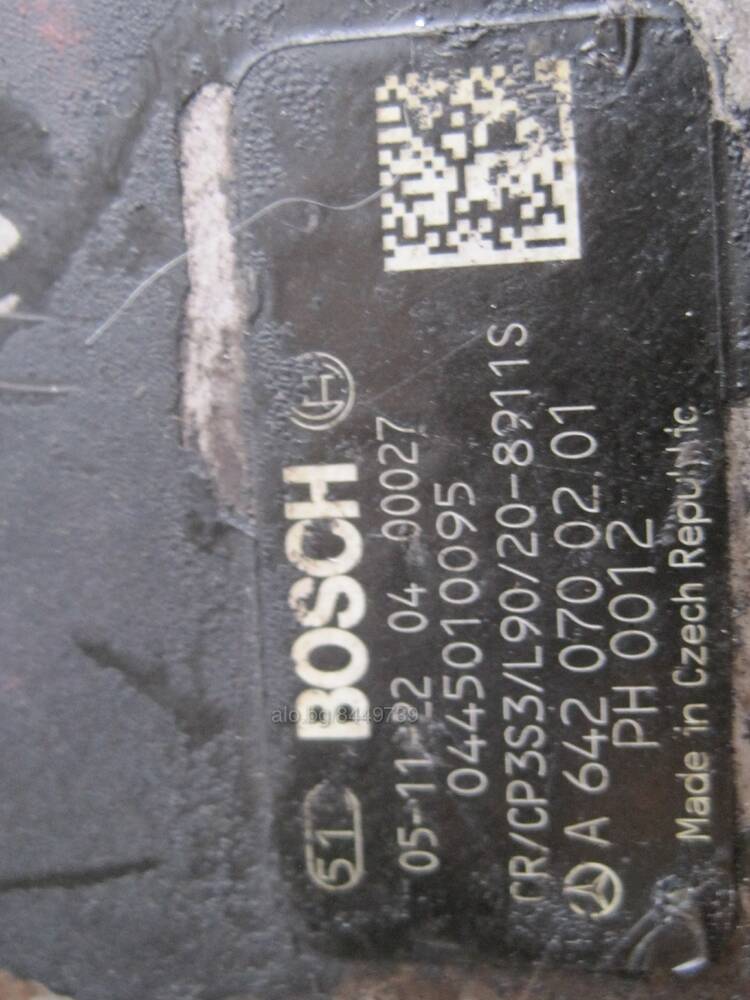 51 BOSCH
05-11-22 04 00027
0445010095
CR/CP3S3/L90/20-8911S
A 642 070 02 01
PH 0012
Made in Czech Republic
alo.bg 8449739